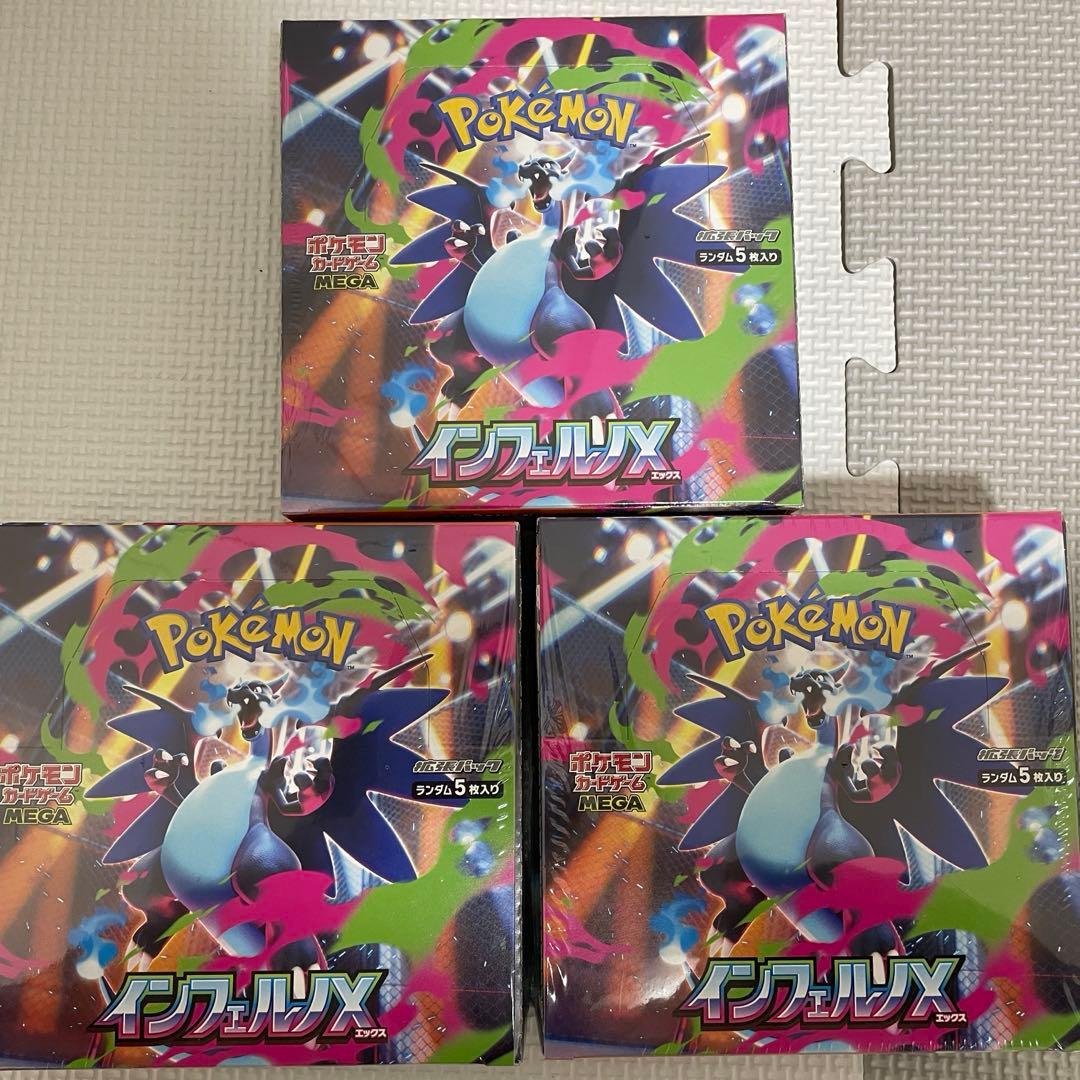 POKéMON
TM
ポケモン
カードゲーム
MEGA
拡張パック
ランダム5枚入り
インフェルノX
エックス
POKéMON
TM
ポケモン
カードゲーム
MEGA
拡張パック
ランダム5枚入り
インフェルノX
エックス
POKéMON
TM
ポケモン
カードゲーム
MEGA
拡張パック
ランダム5枚入り
インフェルノX
エックス